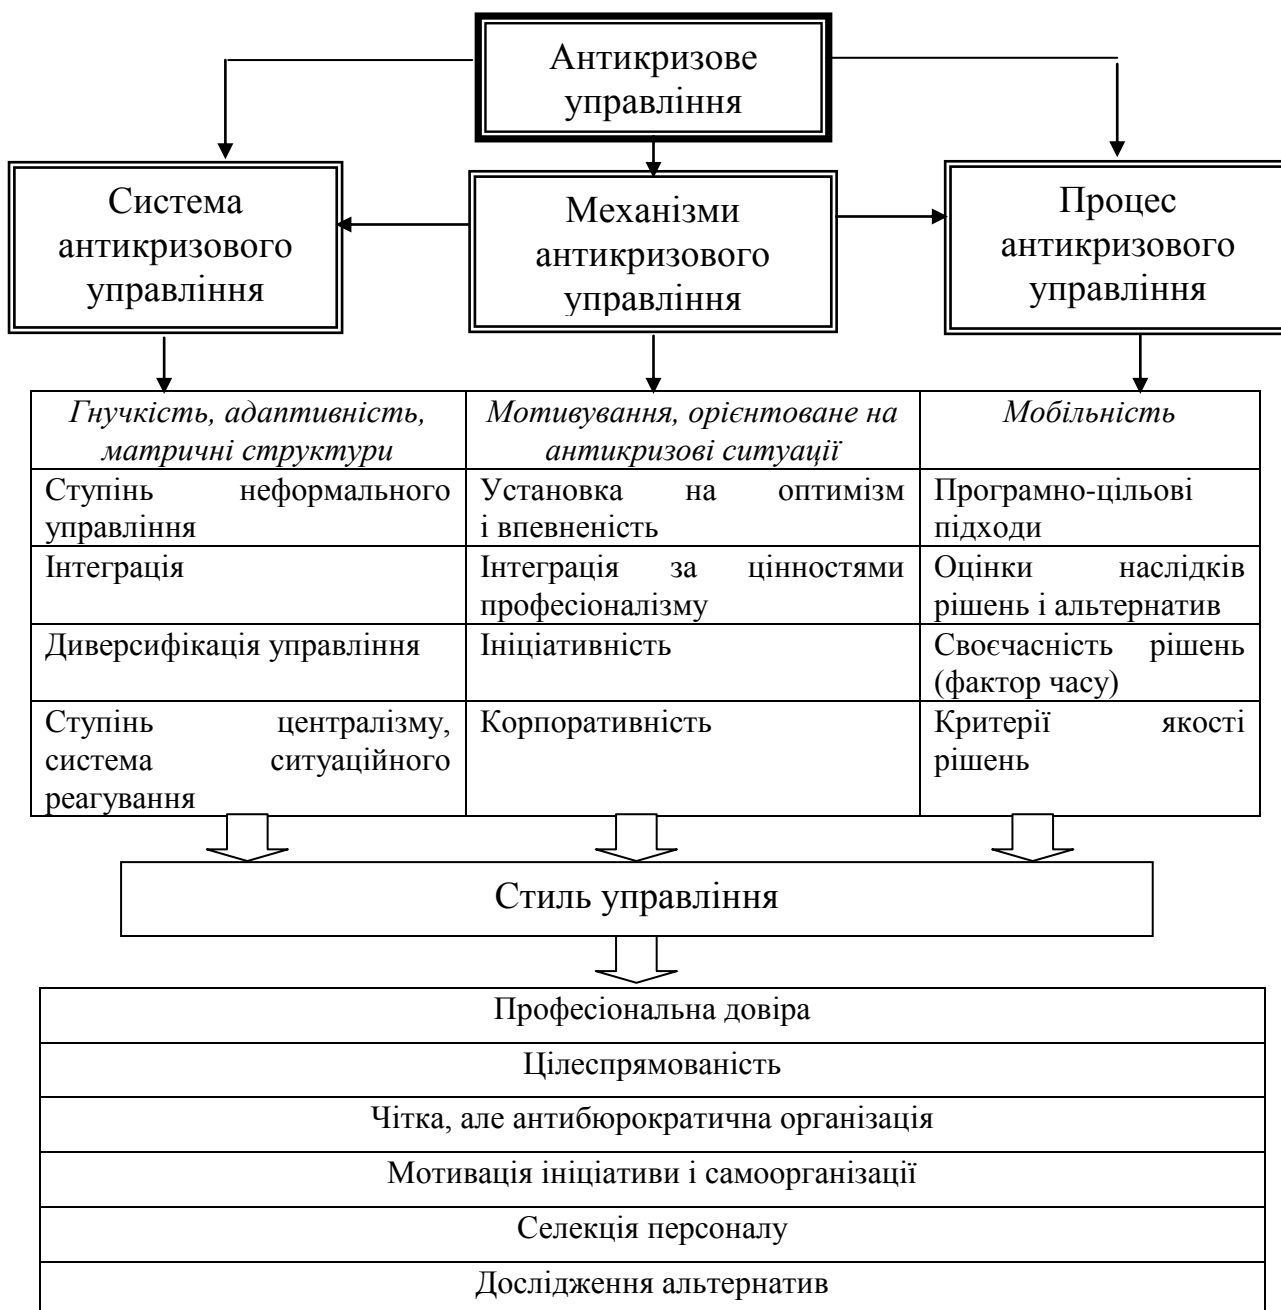 Антикризове
управління
Система
антикризового
управління
Механізми
антикризового
управління
Процес
антикризового
управління
Гнучкість, адаптивність,
матричні структури
Мотивування, орієнтоване на
антикризові ситуації
Мобільність
Ступінь неформального
управління
Установка на оптимізм
і впевненість
Програмно-цільові
підходи
Інтеграція
Інтеграція за цінностями
професіоналізму
Оцінки наслідків
рішень і альтернатив
Диверсифікація управління
Ініціативність
Своєчасність рішень
(фактор часу)
Ступінь централізму,
система ситуаційного
реагування
Корпоративність
Критерії якості
рішень
Стиль управління
Професіональна довіра
Цілеспрямованість
Чітка, але антибюрократична організація
Мотивація ініціативи і самоорганізації
Селекція персоналу
Дослідження альтернатив